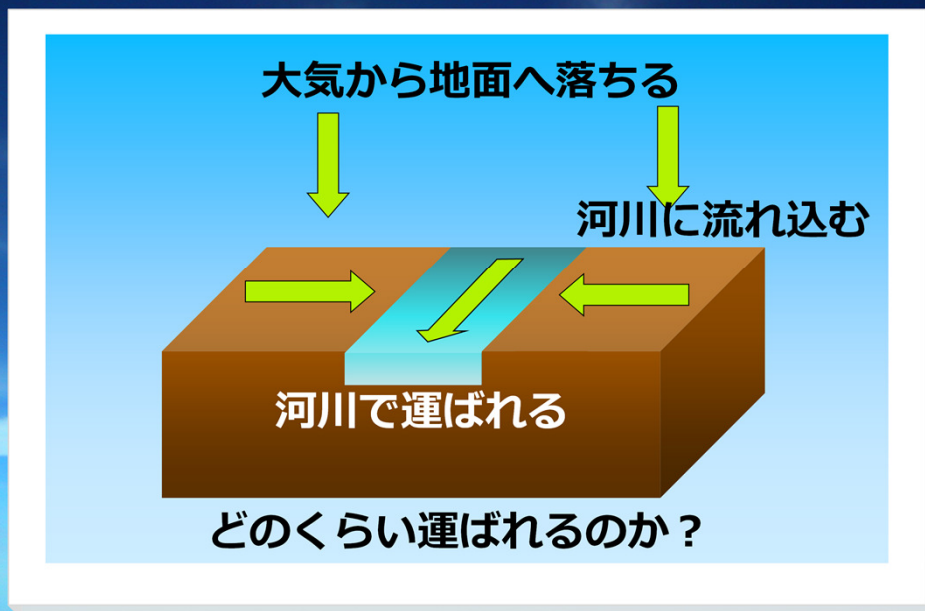 大気から地面へ落ちる
河川に流れ込む
河川で運ばれる
どのくらい運ばれるのか？